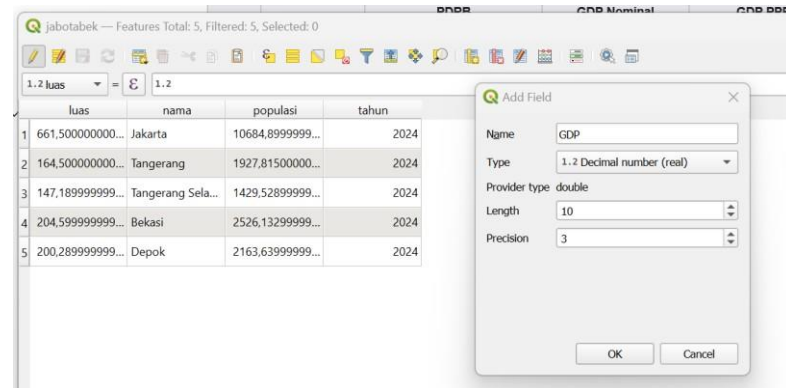 PDRB GDP Nominal GDP PPP
jabotabek — Features Total: 5, Filtered: 5, Selected: 0
1.2 luas = ε 1.2
luas nama populasi tahun
1 661,500000000... Jakarta 10684,8999999... 2024
2 164,500000000... Tangerang 1927,81500000... 2024
3 147,189999999... Tangerang Sela... 1429,52899999... 2024
4 204,599999999... Bekasi 2526,13299999... 2024
5 200,289999999... Depok 2163,63999999... 2024
Add Field
Name GDP
Type 1.2 Decimal number (real)
Provider type double
Length 10
Precision 3
OK Cancel